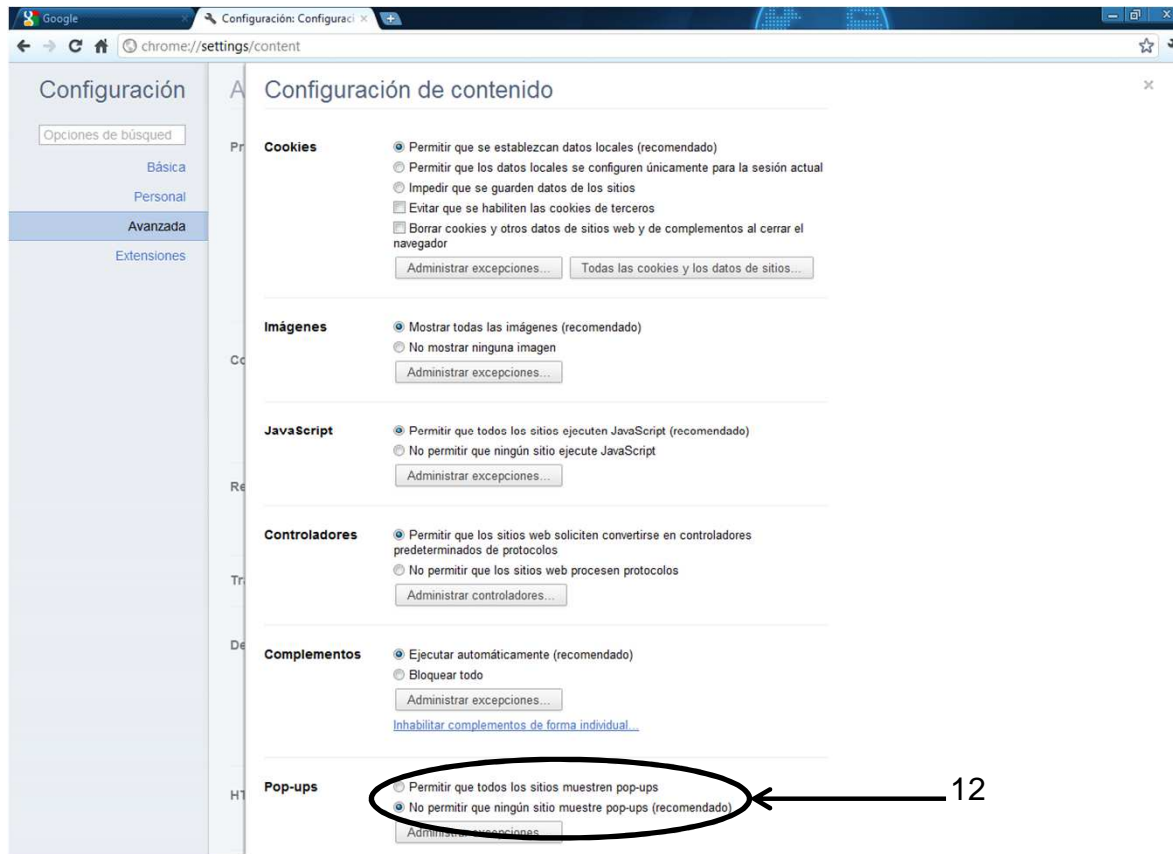 Google
Configuración: Configuraci
chrome://settings/content
Configuración
A
Configuración de contenido
Opciones de búsqued
Básica
Personal
Avanzada
Extensiones
Pr
Cookies
Permitir que se establezcan datos locales (recomendado)
Permitir que los datos locales se configuren únicamente para la sesión actual
Impedir que se guarden datos de los sitios
Evitar que se habiliten las cookies de terceros
Borrar cookies y otros datos de sitios web y de complementos al cerrar el
navegador
Administrar excepciones... Todas las cookies y los datos de sitios...
Imágenes
Mostrar todas las imágenes (recomendado)
No mostrar ninguna imagen
Co
Administrar excepciones...
JavaScript
Permitir que todos los sitios ejecuten JavaScript (recomendado)
No permitir que ningún sitio ejecute JavaScript
Administrar excepciones...
Re
Controladores
Permitir que los sitios web soliciten convertirse en controladores
predeterminados de protocolos
No permitir que los sitios web procesen protocolos
Tra
Administrar controladores...
De
Complementos
Ejecutar automáticamente (recomendado)
Bloquear todo
Administrar excepciones...
Inhabilitar complementos de forma individual...
HT
Pop-ups
Permitir que todos los sitios muestren pop-ups
No permitir que ningún sitio muestre pop-ups (recomendado)
Administrar excepciones...
12